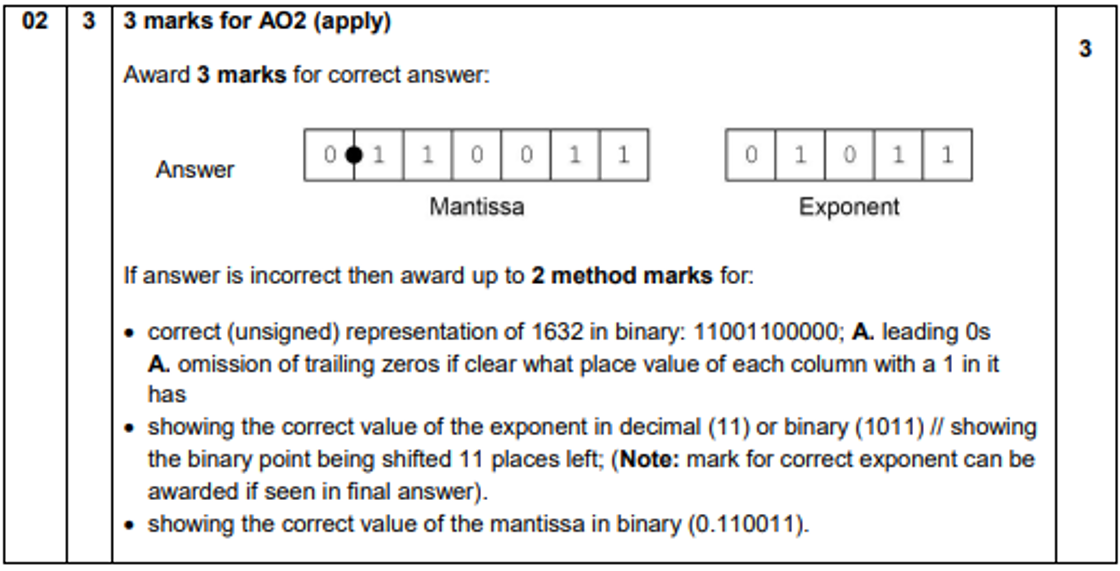 02 3 3 marks for AO2 (apply)
3
Award 3 marks for correct answer:
Answer 0 1 1 0 0 1 1 0 1 0 1 1
Mantissa Exponent
If answer is incorrect then award up to 2 method marks for:
• correct (unsigned) representation of 1632 in binary: 11001100000; A. leading 0s
A. omission of trailing zeros if clear what place value of each column with a 1 in it
has
• showing the correct value of the exponent in decimal (11) or binary (1011) // showing
the binary point being shifted 11 places left; (Note: mark for correct exponent can be
awarded if seen in final answer).
• showing the correct value of the mantissa in binary (0.110011).